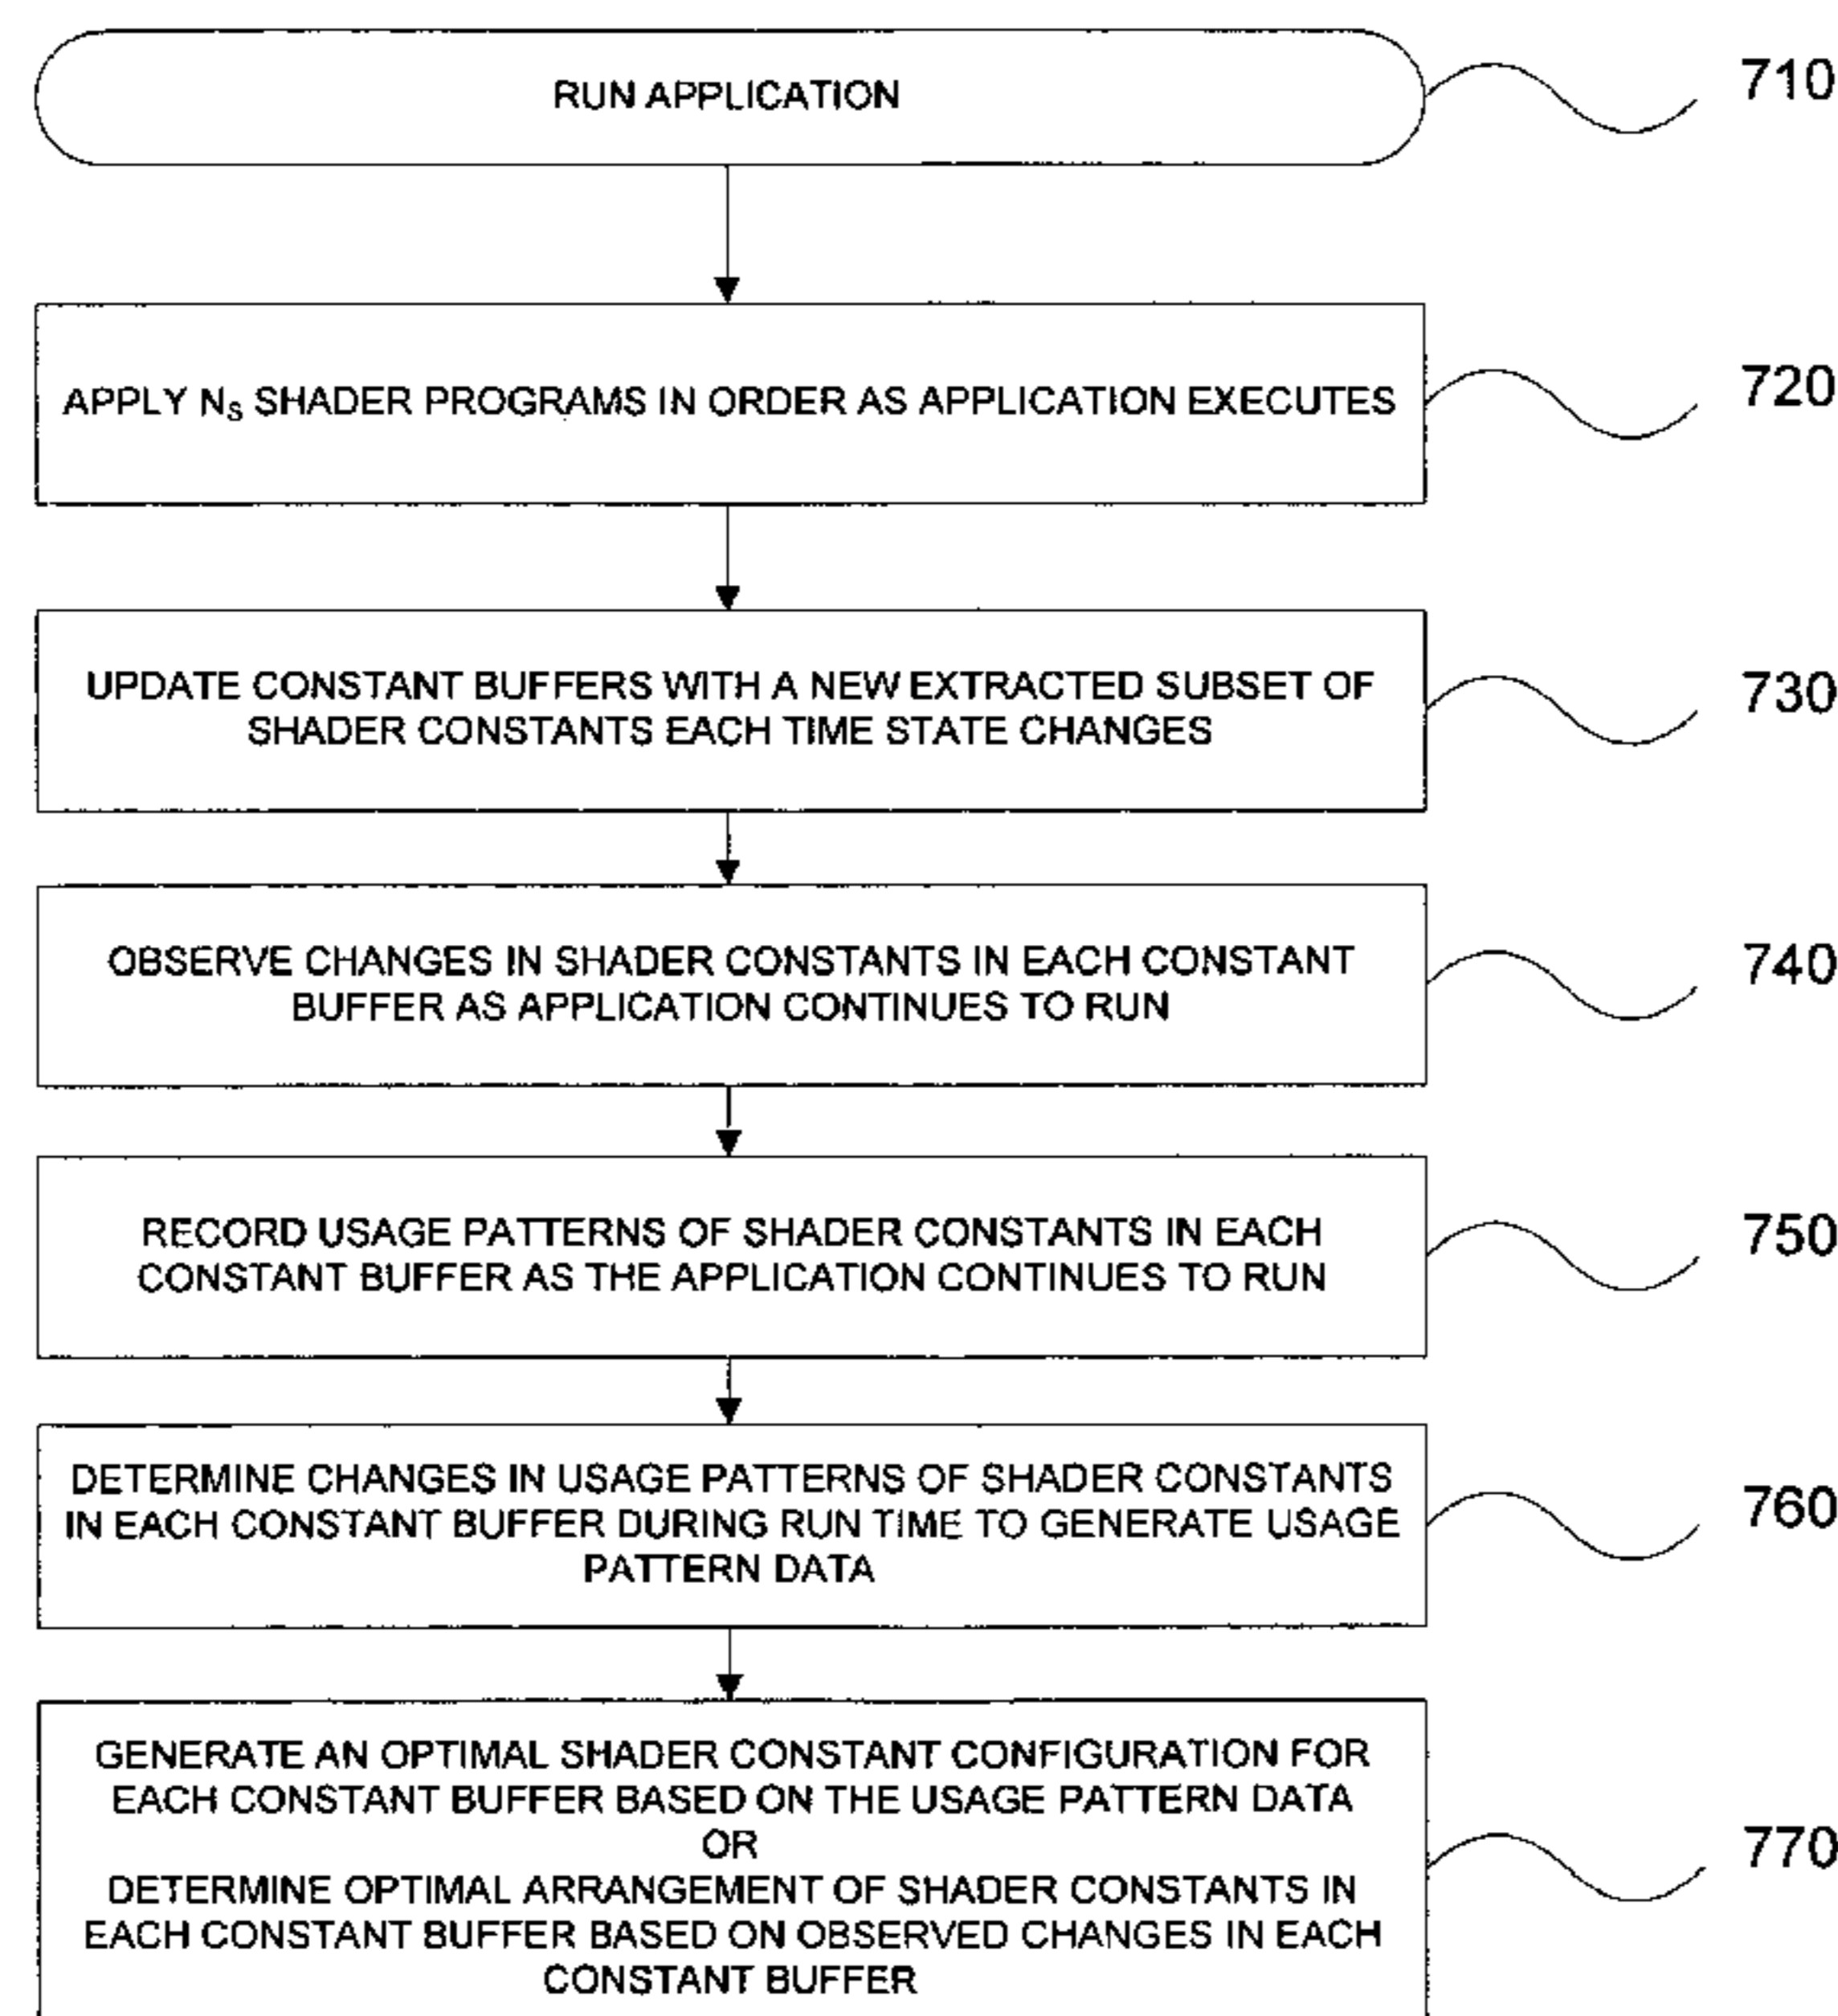 RUN APPLICATION
710
APPLY NS SHADER PROGRAMS IN ORDER AS APPLICATION EXECUTES
720
UPDATE CONSTANT BUFFERS WITH A NEW EXTRACTED SUBSET OF
SHADER CONSTANTS EACH TIME STATE CHANGES
730
OBSERVE CHANGES IN SHADER CONSTANTS IN EACH CONSTANT
BUFFER AS APPLICATION CONTINUES TO RUN
740
RECORD USAGE PATTERNS OF SHADER CONSTANTS IN EACH
CONSTANT BUFFER AS THE APPLICATION CONTINUES TO RUN
750
DETERMINE CHANGES IN USAGE PATTERNS OF SHADER CONSTANTS
IN EACH CONSTANT BUFFER DURING RUN TIME TO GENERATE USAGE
PATTERN DATA
760
GENERATE AN OPTIMAL SHADER CONSTANT CONFIGURATION FOR
EACH CONSTANT BUFFER BASED ON THE USAGE PATTERN DATA
OR
DETERMINE OPTIMAL ARRANGEMENT OF SHADER CONSTANTS IN
EACH CONSTANT BUFFER BASED ON OBSERVED CHANGES IN EACH
CONSTANT BUFFER
770